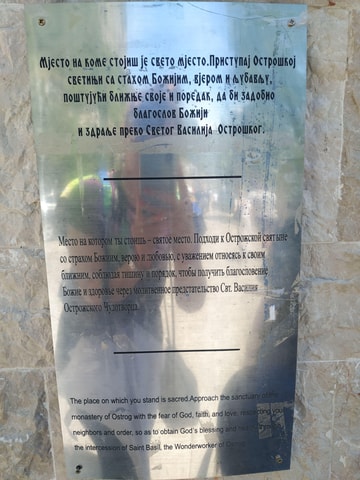 Мјесто на коме стојиш је свето мјесто.Приступај Острошкој
светињи са стахом Божијим, вјером и љубављу,
поштујући ближње своје и поредак, да би задобио
благослов Божији
и здрање преко Светог Василија Острошког.
Место на котором ты стоишь – святое место. Подходи к Острожской святыне
со страхом Божиим, верою и любовью, с уважением относясь к своим
ближним, соблюдая тишину и порядок, чтобы получить благословение
Божие и здоровье через молитвенное предстательство Свт. Василия
Острожского Чудотворца.
The place on which you stand is sacred.Approach the sanctuary of the
monastery of Ostrog with the fear of God, faith, and love, respecting your
neighbors and order, so as to obtain God's blessing and
the intercession of Saint Basil, the Wonderworker of